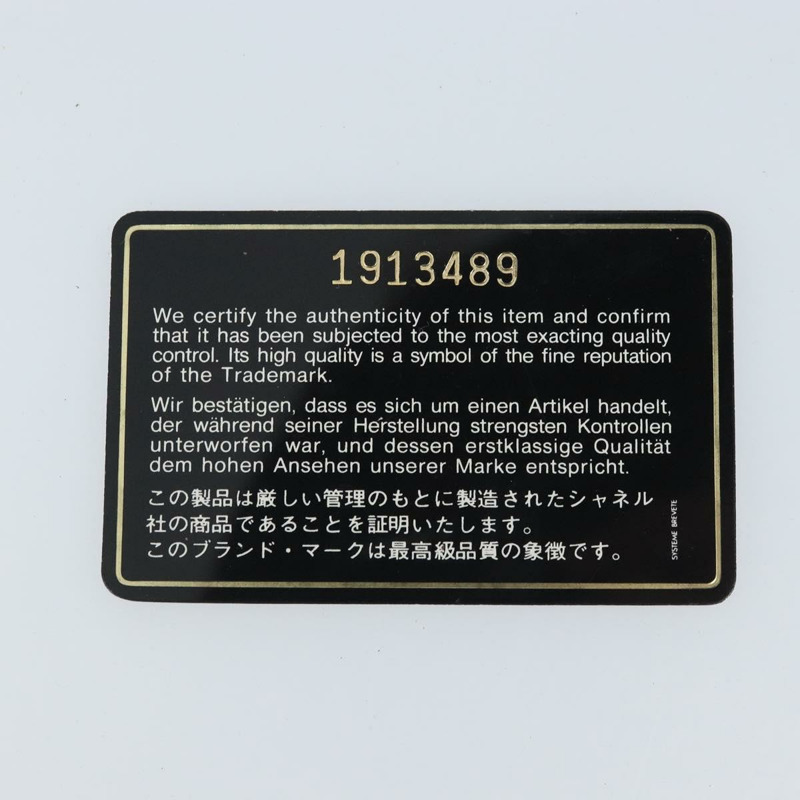 1913489
We certify the authenticity of this item and confirm
that it has been subjected to the most exacting quality
control. Its high quality is a symbol of the fine reputation
of the Trademark.
Wir bestätigen, dass es sich um einen Artikel handelt,
der während seiner Herstellung strengsten Kontrollen
unterworfen war, und dessen erstklassige Qualität
dem hohen Ansehen unserer Marke entspricht.
この製品は厳しい管理のもとに製造されたシャネル
社の商品であることを証明いたします。
このブランド・マークは最高級品質の象徴です。
SYSTEME BREVETE